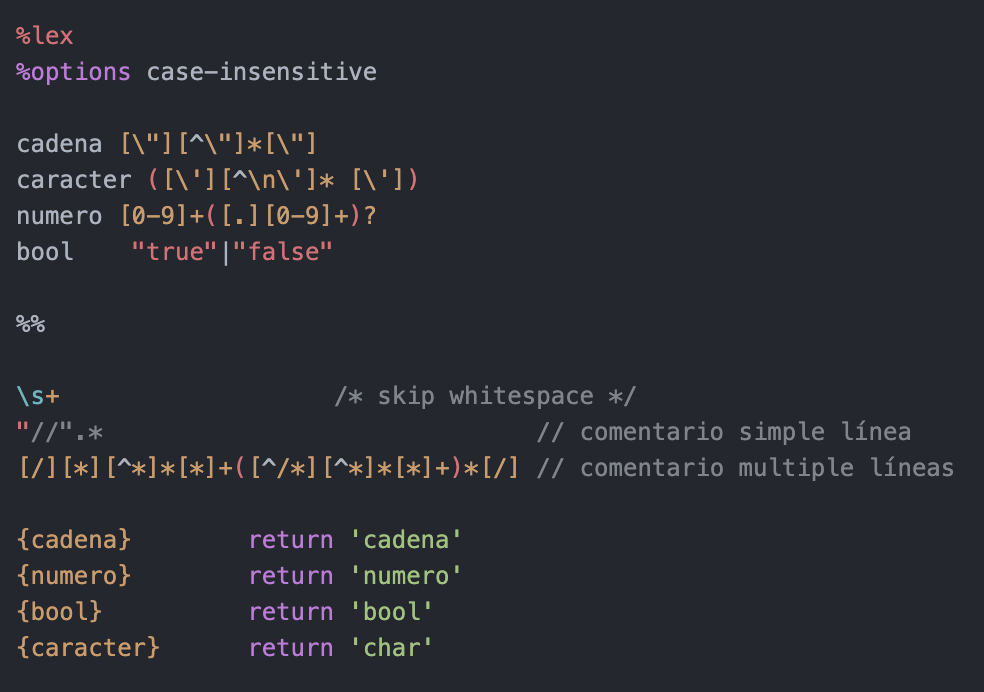 %lex
%options case-insensitive
cadena [\"][^\"]*[\"]
caracter ([\'][^\n\']* [\'])
numero [0-9]+([.][0-9]+)?
bool    "true"|"false"
%%
\s+                   /* skip whitespace */
"//".*                              // comentario simple línea
[/][*][^*]*[*]+([^/*][^*]*[*]+)*[/] // comentario multiple líneas
{cadena}        return 'cadena'
{numero}        return 'numero'
{bool}          return 'bool'
{caracter}      return 'char'